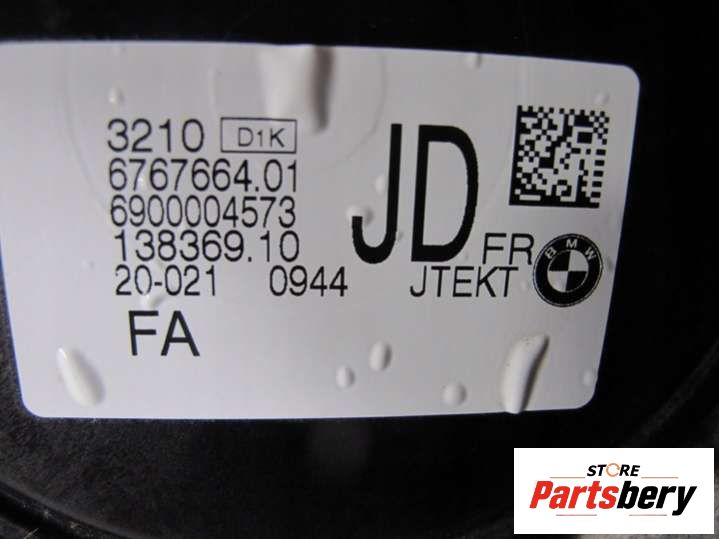 3210 D1K
6767664.01
6900004573
138369.10
20-021 0944
FA
JD FR
JTEKT
BMW
STORE
Partsbery